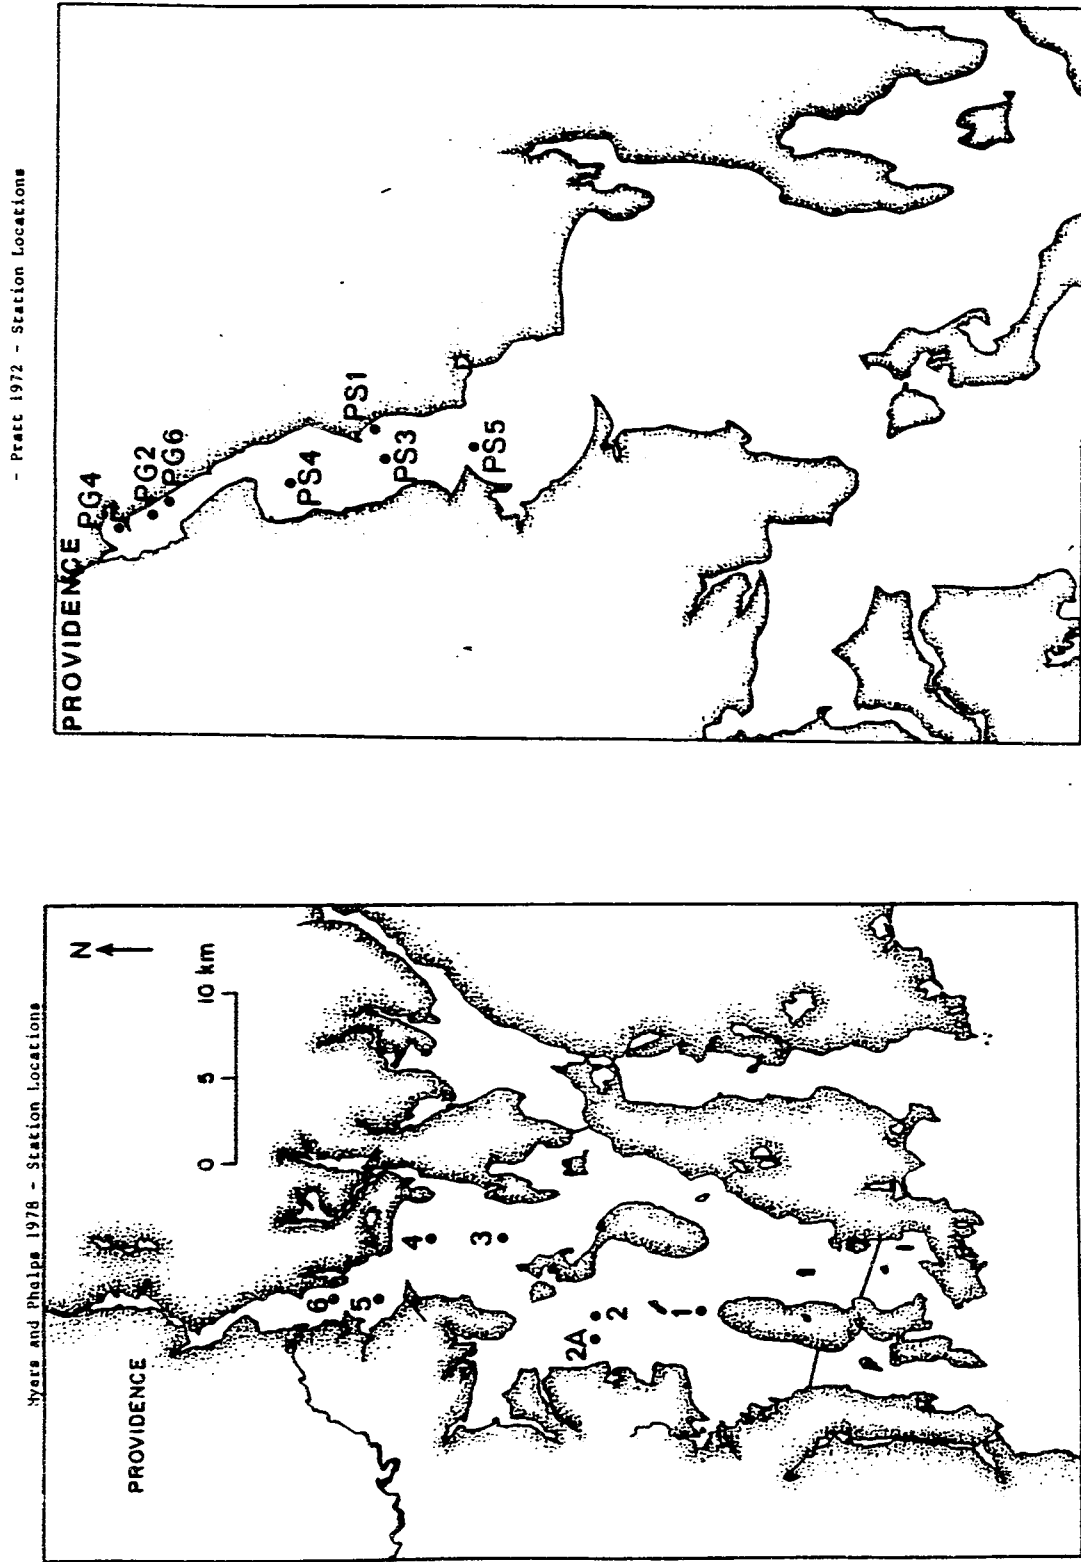 - Pratt 1972 - Station Locations
PROVIDENCE
PG4
PG2
PG6
PS4
PS1
PS3
PS5
Myers and Phelps 1978 - Station Locations
PROVIDENCE
N
0 5 10 km
6
5
4
3
2A
2
1